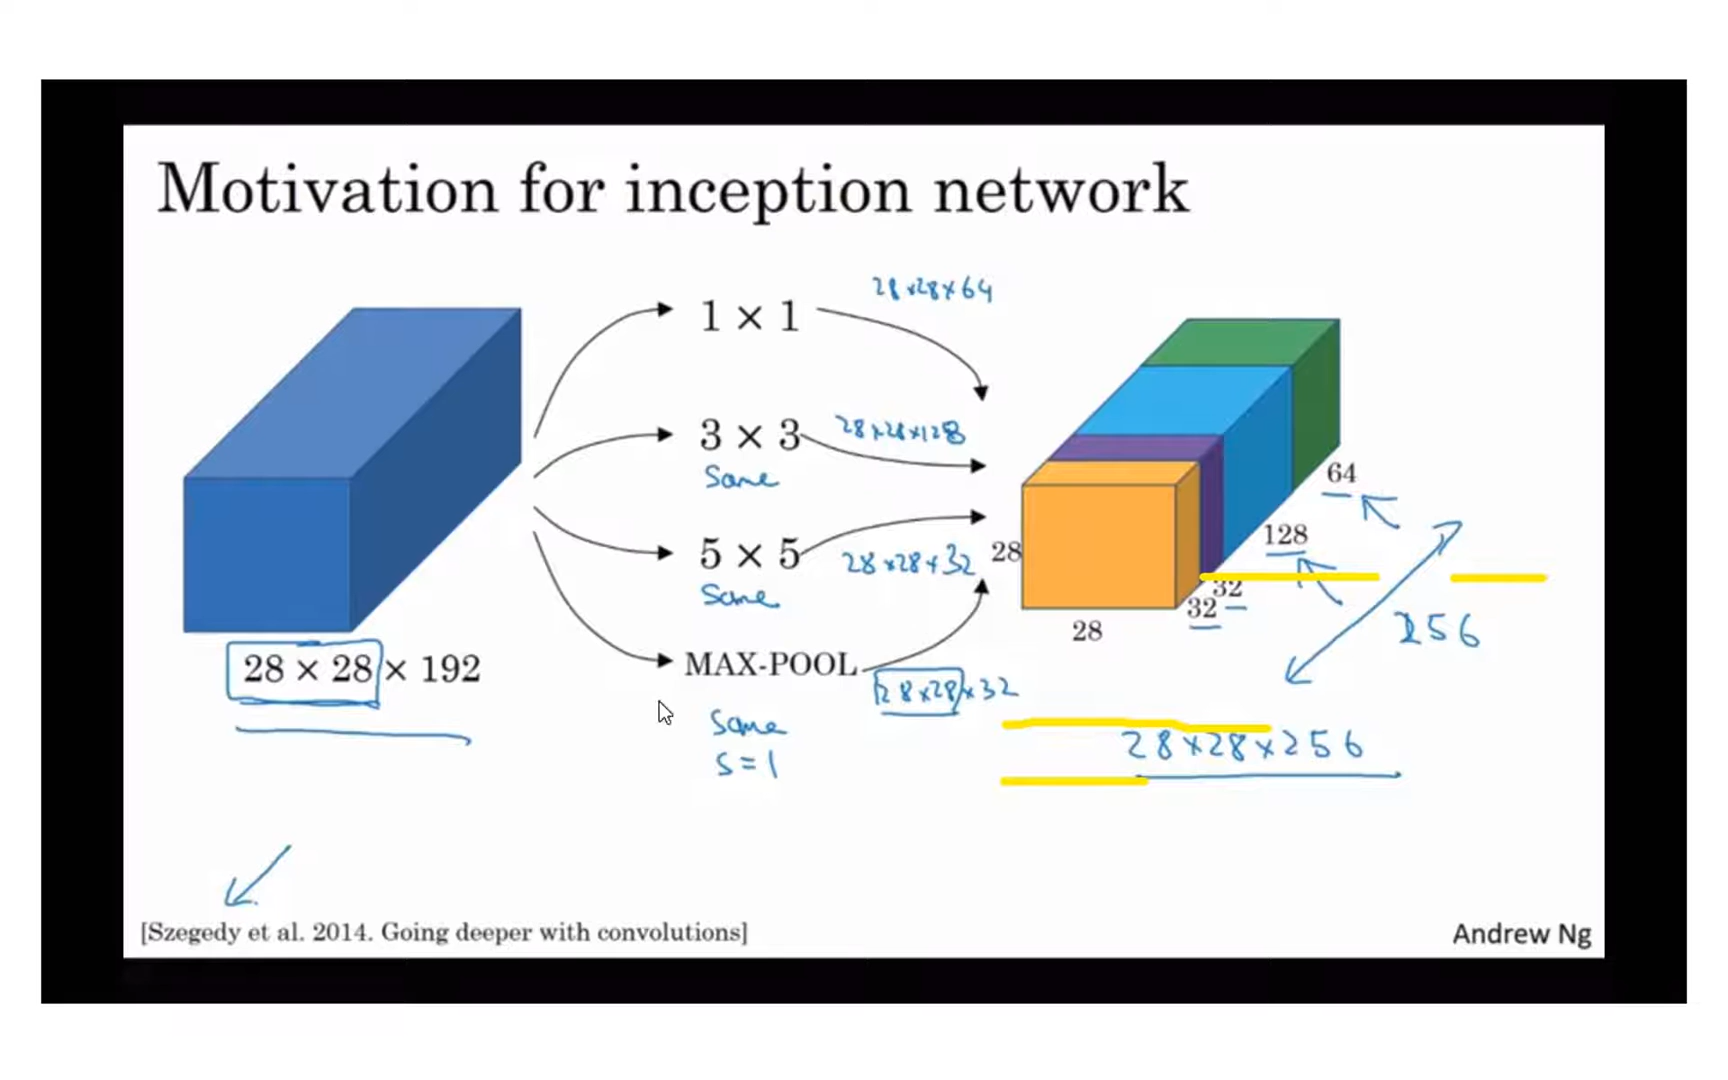 Motivation for inception network
28×28×64
1 × 1
3 × 3
28×28×128
Same
64
128
5 × 5
28×28×32
28
Same
32
32
28
256
28 × 28 × 192
MAX-POOL
28×28×32
Same
s=1
28×28×256
[Szegedy et al. 2014. Going deeper with convolutions]
Andrew Ng